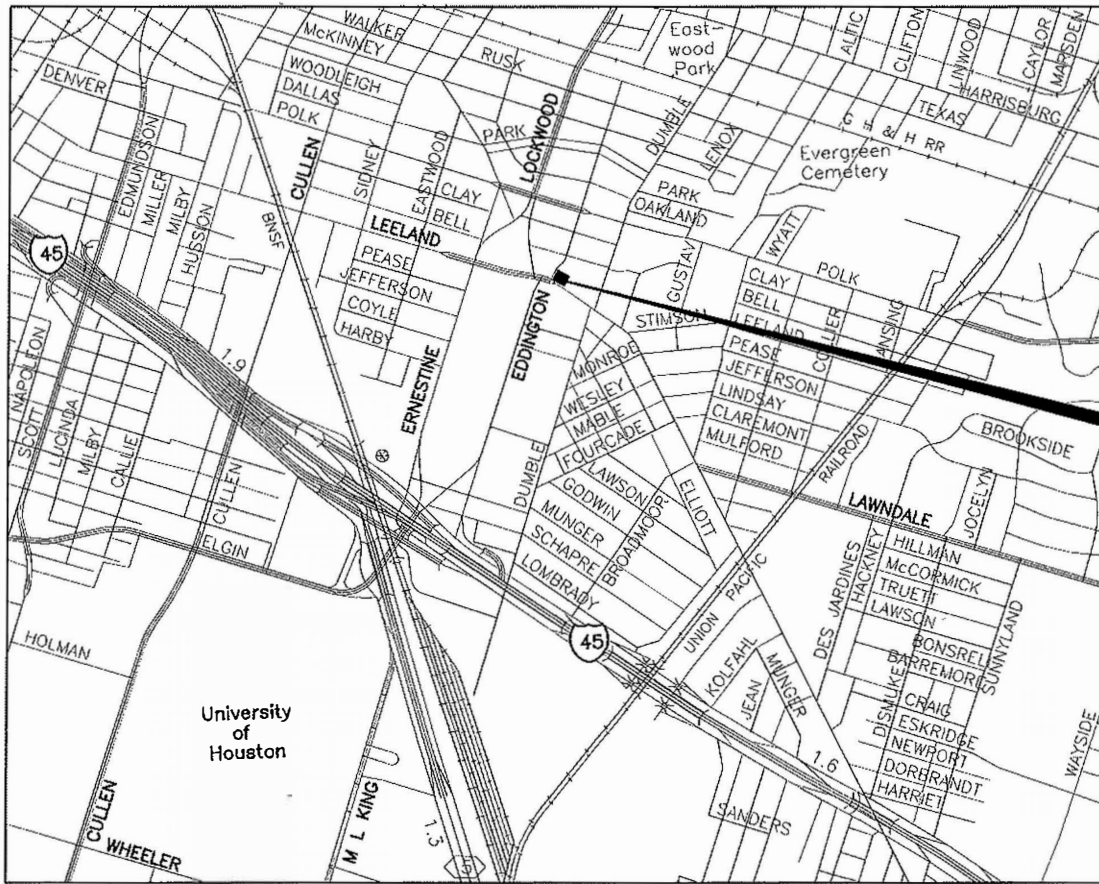 WALKER
McKINNEY
WOODLEIGH
DALLAS
POLK
DENVER
RUSK
East-
wood
Park
ALTIC
CLIFTON
LINWOOD
CAYLOR
MARSDEN
HARRISBURG
TEXAS
G H & H RR
Evergreen
Cemetery
LOCKWOOD
PARK
DUMBLE
LENOX
EDMUNDSON
MILLER
MILBY
HUSSION
BNSF
CULLEN
SIDNEY
EASTWOOD
CLAY
BELL
LEELAND
PARK
OAKLAND
WYATT
POLK
45
PEASE
JEFFERSON
COYLE
HARBY
GUSTAV
STIMSON
CLAY
BELL
LEELAND
PEASE
JEFFERSON
LINDSAY
CLAREMONT
MULFORD
EDDINGTON
ERNESTINE
MONROE
WESLEY
MABLE
FOURCADE
BROOKSIDE
1.9
SCOTT
NAPOLEON
LUCINDA
MILBY
CALLIE
CULLEN
ELGIN
DUMBLE
LAWSON
GODWIN
MUNGER
SCHAPPE
LOMBRADY
BROADMOOR
ELLIOTT
RAILROAD
UNION PACIFIC
LAWNDALE
JOCELYN
HILLMAN
McCORMICK
TRUETT
LAWSON
BONSREL
BARREMORE
DES JARDINES
HACKNEY
SUNNYLAND
HOLMAN
University
of
Houston
45
KOLFAHL
JEAN
MUNGER
DISMUKE
CRAIG
ESKRIDGE
NEWPORT
DORBRANDT
HARRIET
WAYSIDE
1.6
SANDERS
CULLEN
WHEELER
M L KING
1.3
5